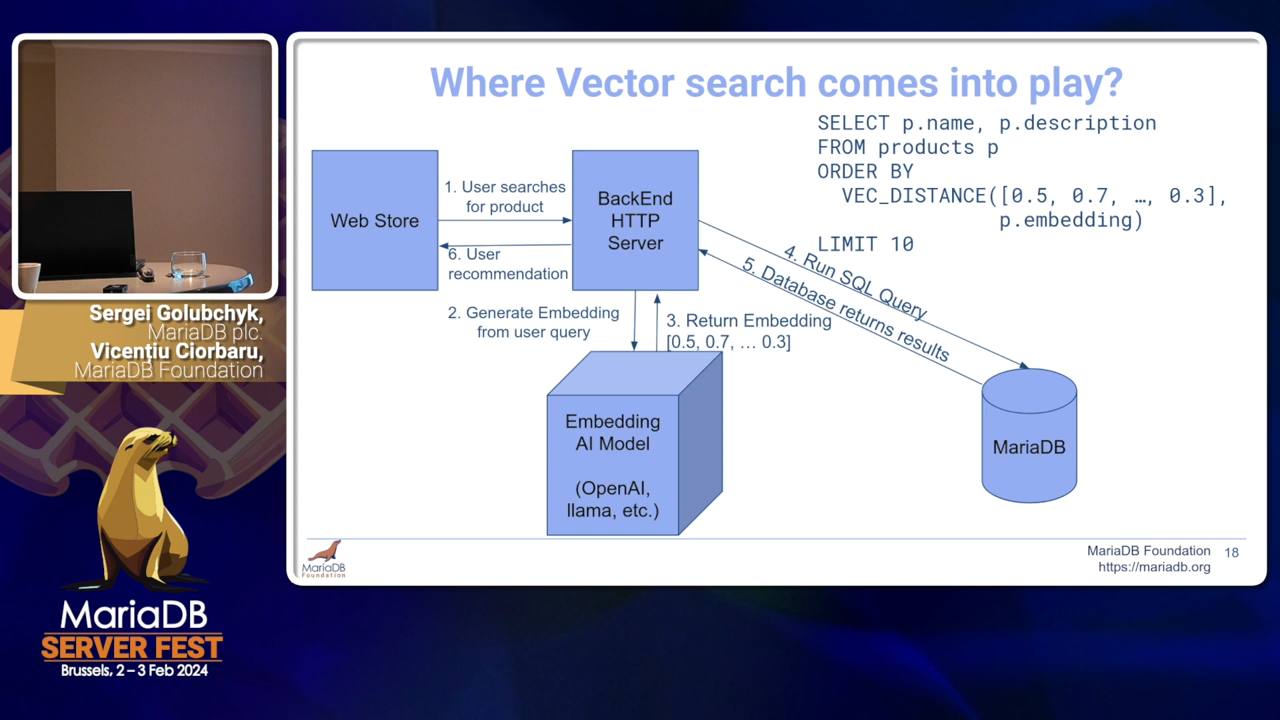 Where Vector search comes into play?
SELECT p.name, p.description
FROM products p
ORDER BY
VEC_DISTANCE([0.5, 0.7, …, 0.3],
p.embedding)
LIMIT 10
Web Store
1. User searches
for product
6. User
recommendation
BackEnd
HTTP
Server
2. Generate Embedding
from user query
3. Return Embedding
[0.5, 0.7, … 0.3]
4. Run SQL Query
5. Database returns results
Embedding
AI Model
(OpenAI,
llama, etc.)
MariaDB
MariaDB
Foundation
MariaDB Foundation 18
https://mariadb.org
Sergei Golubchyk,
MariaDB plc.
Vicențiu Ciorbaru,
MariaDB Foundation
MariaDB
SERVER FEST
Brussels, 2 – 3 Feb 2024